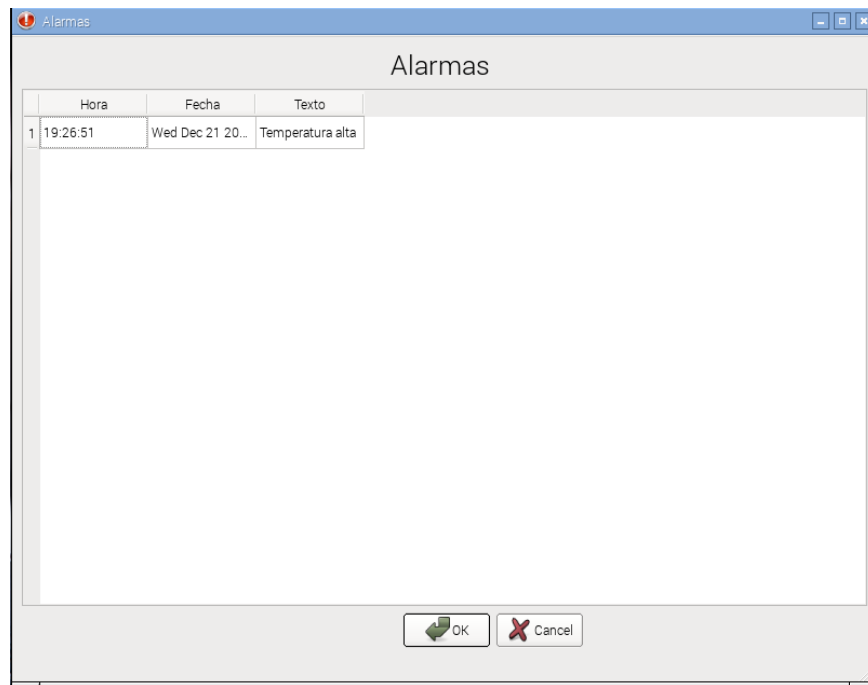 Alarmas
Alarmas
Hora Fecha Texto
1 19:26:51 Wed Dec 21 20... Temperatura alta
OK Cancel